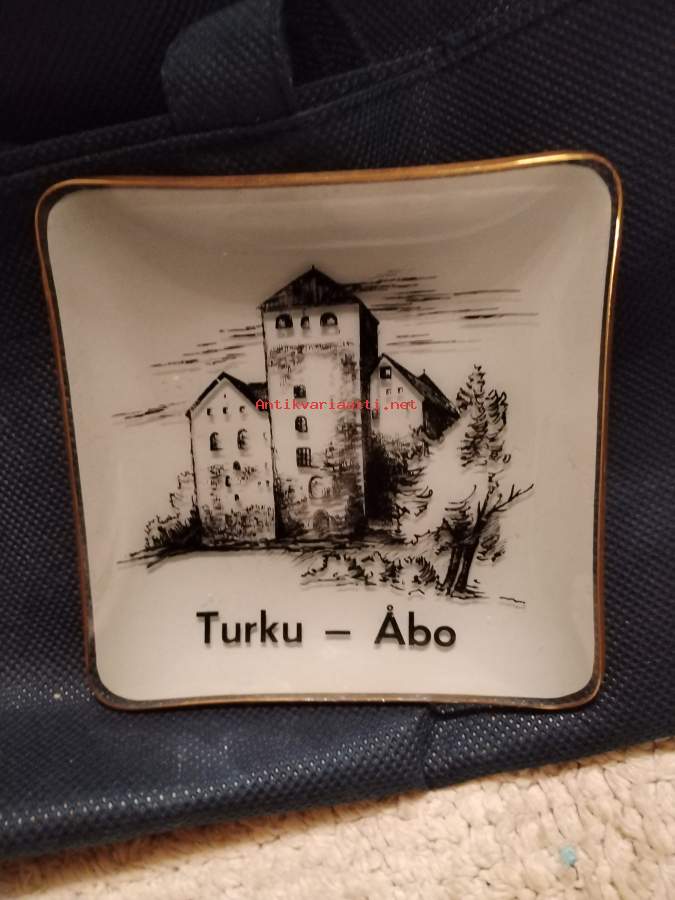 Antikvariaatti.net
Turku – Åbo